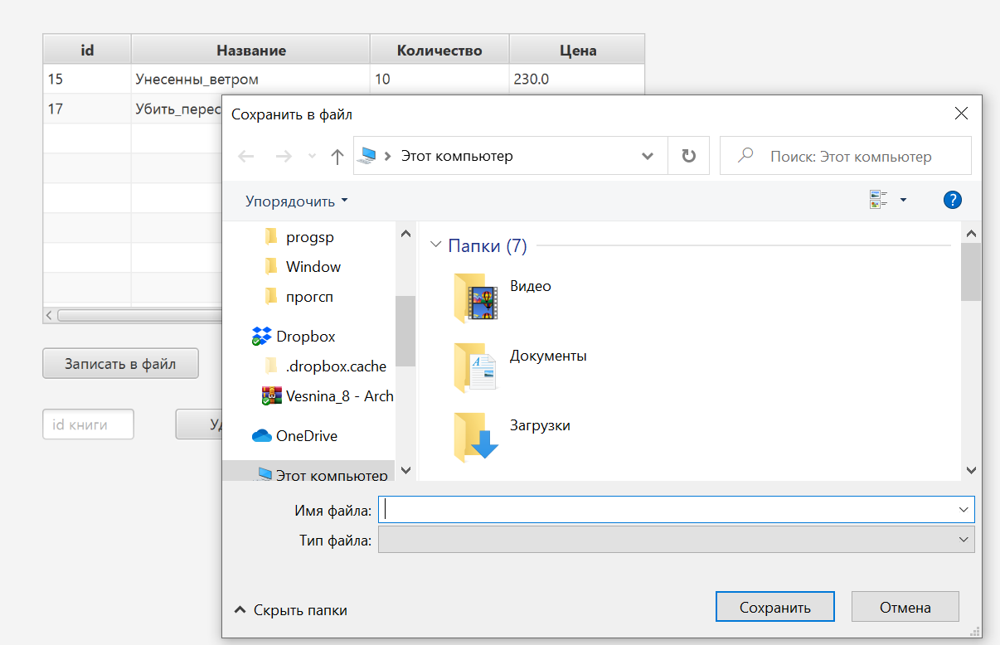 id Название Количество Цена
15 Унесенны_ветром 10 230.0
17 Убить_перес
Сохранить в файл
Этот компьютер
Поиск: Этот компьютер
Упорядочить
?
progsp
Window
прогсп
Dropbox
.dropbox.cache
Vesnina_8 - Arch
OneDrive
Этот компьютер
Папки (7)
Видео
Документы
Загрузки
Записать в файл
id книги
Уд
Имя файла:
Тип файла:
Скрыть папки
Сохранить
Отмена